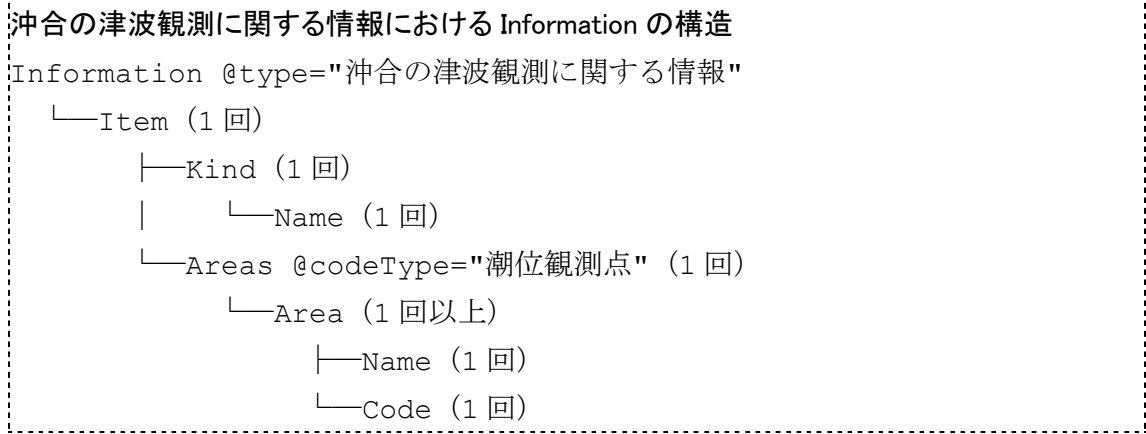 沖合の津波観測に関する情報における Information の構造
Information @type="沖合の津波観測に関する情報"
└──Item（1 回）
├──Kind（1 回）
│ └──Name（1 回）
└──Areas @codeType="潮位観測点"（1 回）
└──Area（1 回以上）
├──Name（1 回）
└──Code（1 回）